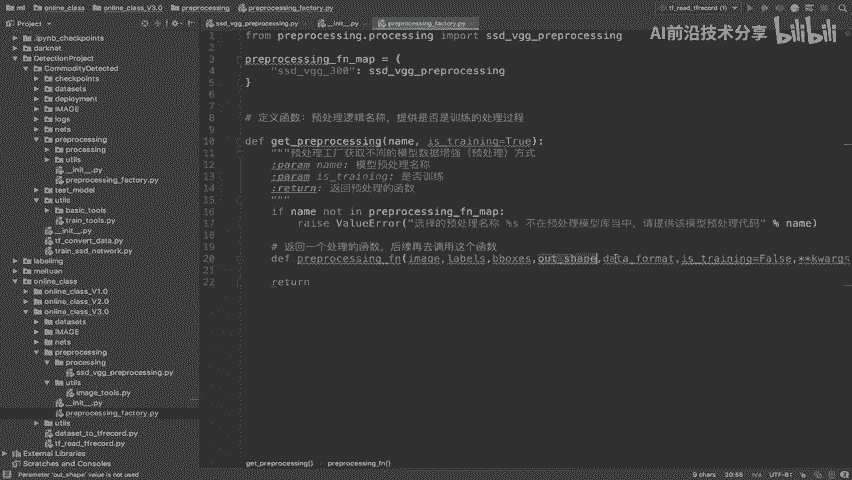 ml
online_class
online_class_V3.0
preprocessing
preprocessing_factory.py
tf_read_tfrecord (1)
Project
ssd_vgg_preprocessing.py
__init__.py
preprocessing_factory.py
AI前沿技术分享 bilibili
.ipynb_checkpoints
darknet
DetectionProject
CommodityDetected
checkpoints
datasets
deployment
IMAGE
logs
nets
preprocessing
processing
utils
__init__.py
preprocessing_factory.py
test_model
utils
basic_tools
train_tools.py
__init__.py
tf_convert_data.py
train_ssd_network.py
labelimg
meituan
online_class
online_class_V1.0
online_class_V2.0
online_class_V3.0
datasets
IMAGE
nets
preprocessing
processing
ssd_vgg_preprocessing.py
utils
image_tools.py
__init__.py
preprocessing_factory.py
utils
dataset_to_tfrecord.py
tf_read_tfrecord.py
External Libraries
Scratches and Consoles
1 from preprocessing.processing import ssd_vgg_preprocessing
2
3 preprocessing_fn_map = {
4 "ssd_vgg_300": ssd_vgg_preprocessing
5 }
6
7
8 # 定义函数：预处理逻辑名称，提供是否是训练的处理过程
9
10 def get_preprocessing(name, is_training=True):
11 """预处理工厂获取不同的模型数据增强（预处理）方式
12 :param name: 模型预处理名称
13 :param is_training: 是否训练
14 :return: 返回预处理的函数
15 """
16 if name not in preprocessing_fn_map:
17 raise ValueError("选择的预处理名称 %s 不在预处理模型库当中，请提供该模型预处理代码" % name)
18
19 # 返回一个处理的函数，后续再去调用这个函数
20 def preprocessing_fn(image,labels,bboxes,out_shape,data_format,is_training=False,**kwargs
21
22 return
get_preprocessing()
preprocessing_fn()
Parameter 'out_shape' value is not used
9 chars
20:55
n/a
UTF-8